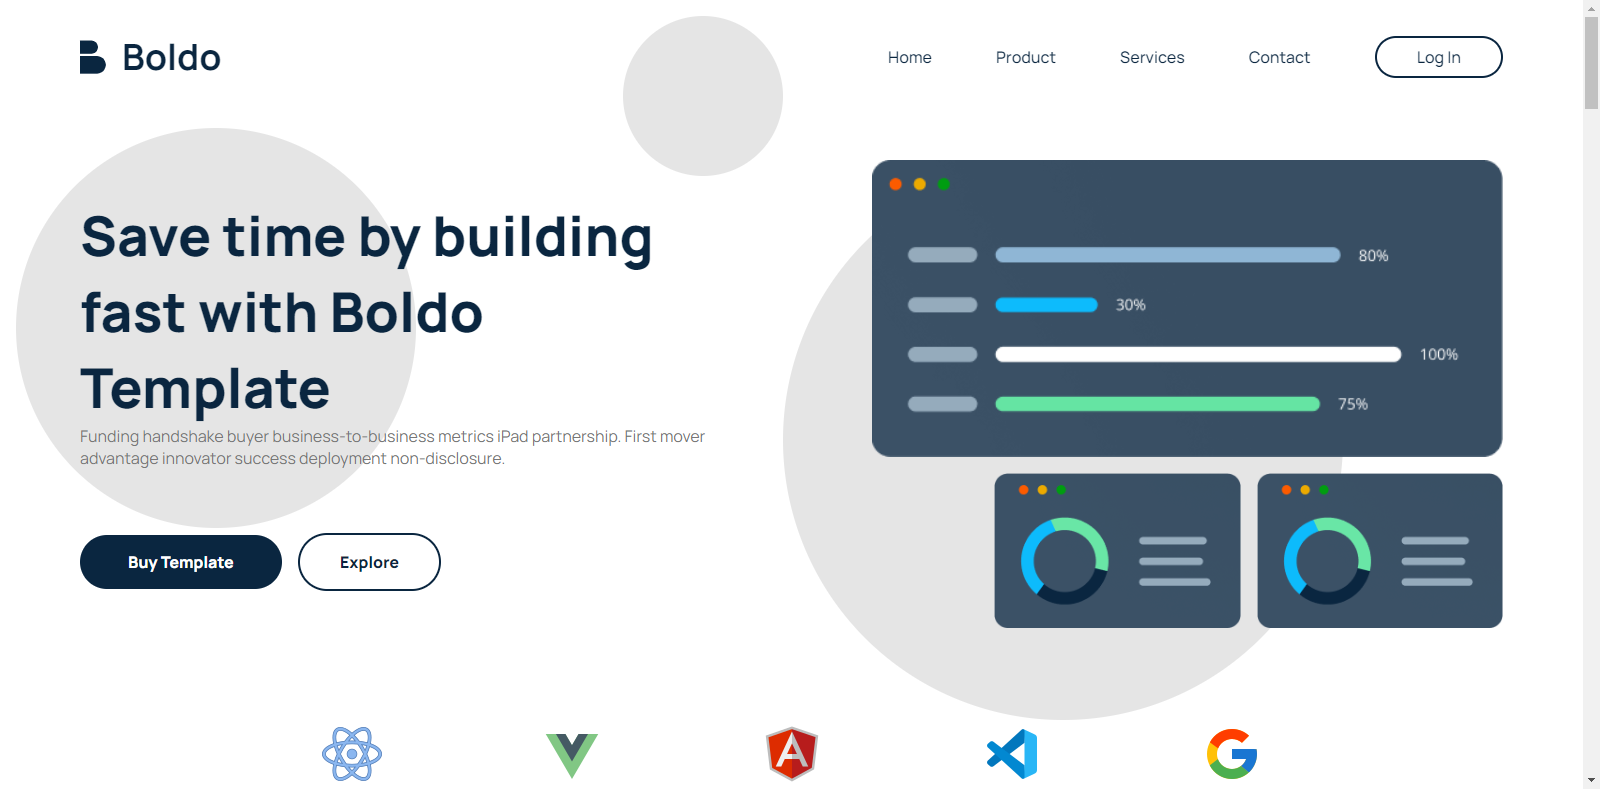 Boldo
Home Product Services Contact Log In
Save time by building
fast with Boldo
Template
Funding handshake buyer business-to-business metrics iPad partnership. First mover
advantage innovator success deployment non-disclosure.
Buy Template Explore
80%
30%
100%
75%